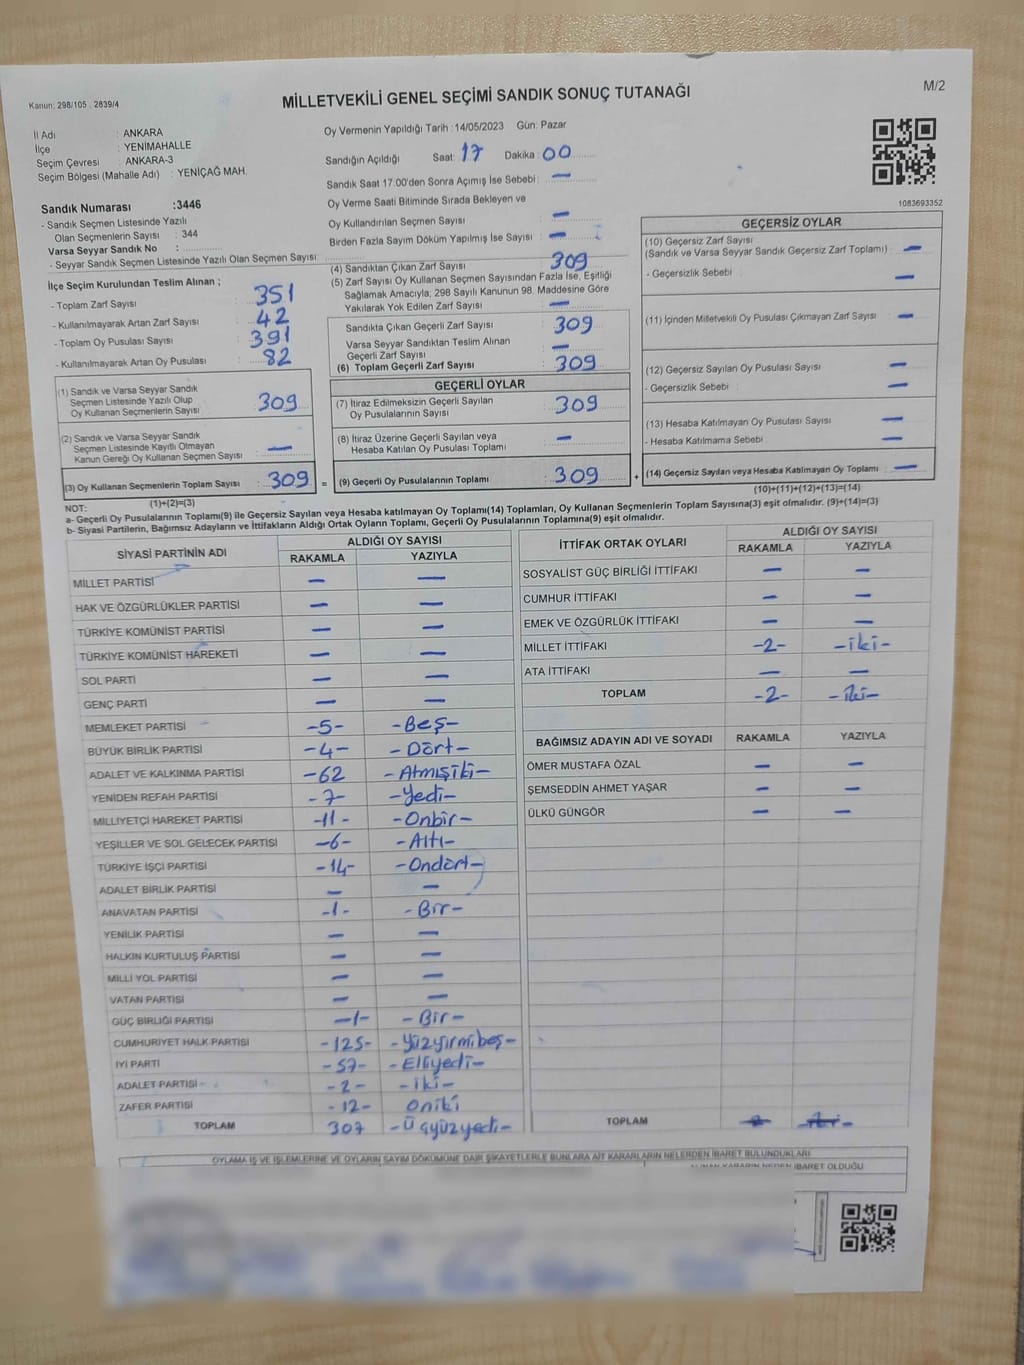 Kanun: 298/105 , 2839/4
MİLLETVEKİLİ GENEL SEÇİMİ SANDIK SONUÇ TUTANAĞI
M/2
İl Adı : ANKARA
İlçe : YENİMAHALLE
Seçim Çevresi : ANKARA-3
Seçim Bölgesi (Mahalle Adı) : YENİÇAĞ MAH.
Oy Vermenin Yapıldığı Tarih :14/05/2023 Gün: Pazar
Sandığın Açıldığı Saat: 17 Dakika : 00
Sandık Saat 17.00'den Sonra Açımış İse Sebebi : —
Oy Verme Saati Bitiminde Sırada Bekleyen ve
Oy Kullandırılan Seçmen Sayısı : —
Birden Fazla Sayım Döküm Yapılmış İse Sayısı : —
1083693352
Sandık Numarası :3446
- Sandık Seçmen Listesinde Yazılı
Olan Seçmenlerin Sayısı : 344
Varsa Seyyar Sandık No :
- Seyyar Sandık Seçmen Listesinde Yazılı Olan Seçmen Sayısı:
İlçe Seçim Kurulundan Teslim Alınan ;
- Toplam Zarf Sayısı : 351
- Kullanılmayarak Artan Zarf Sayısı : 42
- Toplam Oy Pusulası Sayısı : 391
- Kullanılmayarak Artan Oy Pusulası : 82
(1) Sandık ve Varsa Seyyar Sandık
Seçmen Listesinde Yazılı Olup
Oy Kullanan Seçmenlerin Sayısı : 309
(2) Sandık ve Varsa Seyyar Sandık
Seçmen Listesinde Kayıtlı Olmayan
Kanun Gereği Oy Kullanan Seçmen Sayısı : —
(3) Oy Kullanan Seçmenlerin Toplam Sayısı : 309 =
(1)+(2)=(3)
(4) Sandıktan Çıkan Zarf Sayısı : 309
(5) Zarf Sayısı Oy Kullanan Seçmen Sayısından Fazla İse, Eşitliği
Sağlamak Amacıyla; 298 Sayılı Kanunun 98. Maddesine Göre
Yakılarak Yok Edilen Zarf Sayısı : —
Sandıkta Çıkan Geçerli Zarf Sayısı : 309
Varsa Seyyar Sandıktan Teslim Alınan
Geçerli Zarf Sayısı : —
(6) Toplam Geçerli Zarf Sayısı : 309
GEÇERLİ OYLAR
(7) İtiraz Edilmeksizin Geçerli Sayılan
Oy Pusulalarının Sayısı : 309
(8) İtiraz Üzerine Geçerli Sayılan veya
Hesaba Katılan Oy Pusulası Toplamı : —
(9) Geçerli Oy Pusulalarının Toplamı : 309 +
GEÇERSİZ OYLAR
(10) Geçersiz Zarf Sayısı
(Sandık ve Varsa Seyyar Sandık Geçersiz Zarf Toplamı) : —
- Geçersizlik Sebebi : —
(11) İçinden Milletvekili Oy Pusulası Çıkmayan Zarf Sayısı : —
(12) Geçersiz Sayılan Oy Pusulası Sayısı : —
- Geçersizlik Sebebi : —
(13) Hesaba Katılmayan Oy Pusulası Sayısı : —
- Hesaba Katılmama Sebebi : —
(14) Geçersiz Sayılan veya Hesaba Katılmayan Oy Toplamı : —
(10)+(11)+(12)+(13)=(14)
NOT:
a- Geçerli Oy Pusulalarının Toplamı(9) ile Geçersiz Sayılan veya Hesaba katılmayan Oy Toplamı(14) Toplamları, Oy Kullanan Seçmenlerin Toplam Sayısına(3) eşit olmalıdır. (9)+(14)=(3)
b- Siyasi Partilerin, Bağımsız Adayların ve İttifakların Aldığı Ortak Oyların Toplamı, Geçerli Oy Pusulalarının Toplamına(9) eşit olmalıdır.
SİYASİ PARTİNİN ADI ALDIĞI OY SAYISI
RAKAMLA YAZIYLA
MİLLET PARTİSİ — —
HAK VE ÖZGÜRLÜKLER PARTİSİ — —
TÜRKİYE KOMÜNİST PARTİSİ — —
TÜRKİYE KOMÜNİST HAREKETİ — —
SOL PARTİ — —
GENÇ PARTİ — —
MEMLEKET PARTİSİ -5- -Beş-
BÜYÜK BİRLİK PARTİSİ -4- -Dört-
ADALET VE KALKINMA PARTİSİ -62 -Atmışiki-
YENİDEN REFAH PARTİSİ -7- -Yedi-
MİLLİYETÇİ HAREKET PARTİSİ -11- -Onbir-
YEŞİLLER VE SOL GELECEK PARTİSİ -6- -Altı-
TÜRKİYE İŞÇİ PARTİSİ -14- -Ondört-
ADALET BİRLİK PARTİSİ — —
ANAVATAN PARTİSİ -1- -Bir-
YENİLİK PARTİSİ — —
HALKIN KURTULUŞ PARTİSİ — —
MİLLİ YOL PARTİSİ — —
VATAN PARTİSİ — —
GÜÇ BİRLİĞİ PARTİSİ -1- -Bir-
CUMHURİYET HALK PARTİSİ -125- -Yüzyirmibeş-
İYİ PARTİ -57- -Elliyedi-
ADALET PARTİSİ -2- -iki-
ZAFER PARTİSİ -12- Oniki
TOPLAM 307 -Üçyüzyedi-
İTTİFAK ORTAK OYLARI ALDIĞI OY SAYISI
RAKAMLA YAZIYLA
SOSYALİST GÜÇ BİRLİĞİ İTTİFAKI — —
CUMHUR İTTİFAKI — —
EMEK VE ÖZGÜRLÜK İTTİFAKI — —
MİLLET İTTİFAKI -2- -iki-
ATA İTTİFAKI — —
TOPLAM -2- -iki-
BAĞIMSIZ ADAYIN ADI VE SOYADI RAKAMLA YAZIYLA
ÖMER MUSTAFA ÖZAL — —
ŞEMSEDDİN AHMET YAŞAR — —
ÜLKÜ GÜNGÖR — —
TOPLAM -2- -iki-
OYLAMA İŞ VE İŞLEMLERİNE VE OYLARIN SAYIM DÖKÜMÜNE DAİR ŞİKAYETLERLE BUNLARA AİT KARARLARIN NELERDEN İBARET BULUNDUKLARI
ALINAN KARARIN NEDEN İBARET OLDUĞU